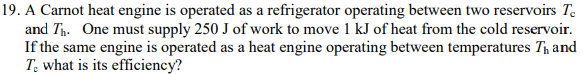 19. A Carnot heat engine is operated as a refrigerator operating between two reservoirs Tc
and Th. One must supply 250 J of work to move 1 kJ of heat from the cold reservoir.
If the same engine is operated as a heat engine operating between temperatures Th and
Tc what is its efficiency?